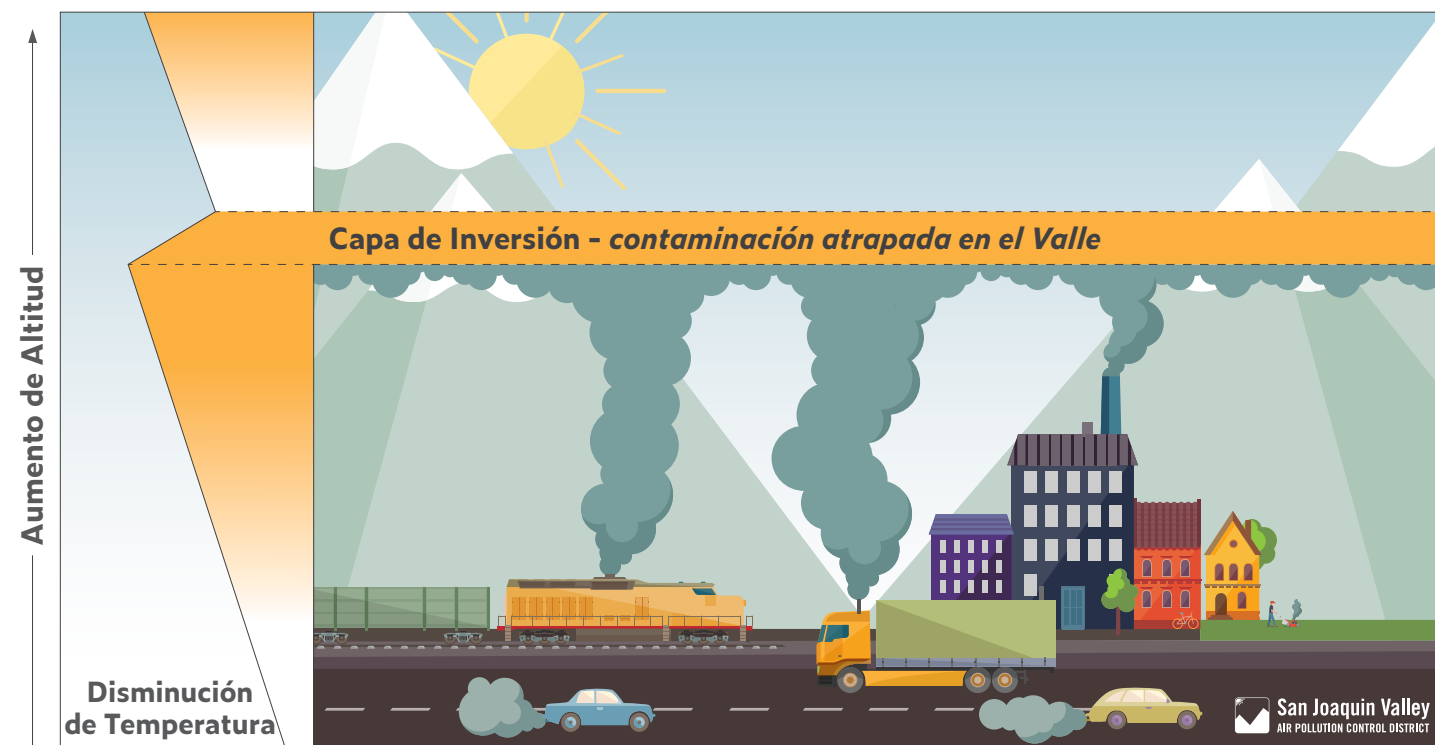 Aumento de Altitud
Capa de Inversión - contaminación atrapada en el Valle
Disminución
de Temperatura
San Joaquin Valley
AIR POLLUTION CONTROL DISTRICT